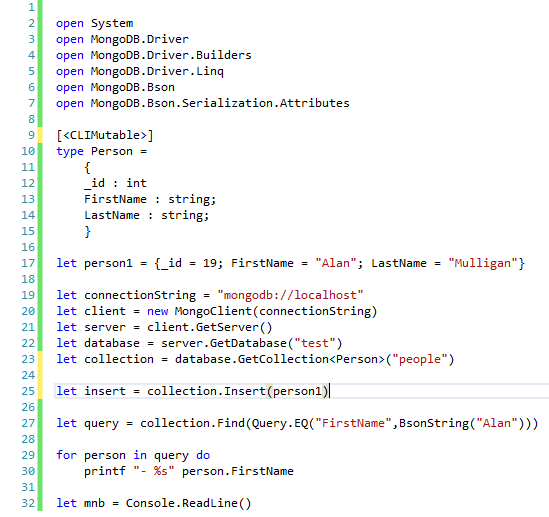 1
2 open System
3 open MongoDB.Driver
4 open MongoDB.Driver.Builders
5 open MongoDB.Driver.Linq
6 open MongoDB.Bson
7 open MongoDB.Bson.Serialization.Attributes
8
9 [<CLIMutable>]
10 type Person =
11     {
12     _id : int
13     FirstName : string;
14     LastName : string;
15     }
16
17 let person1 = {_id = 19; FirstName = "Alan"; LastName = "Mulligan"}
18
19 let connectionString = "mongodb://localhost"
20 let client = new MongoClient(connectionString)
21 let server = client.GetServer()
22 let database = server.GetDatabase("test")
23 let collection = database.GetCollection<Person>("people")
24
25 let insert = collection.Insert(person1)
26
27 let query = collection.Find(Query.EQ("FirstName",BsonString("Alan")))
28
29 for person in query do
30     printf "- %s" person.FirstName
31
32 let mnb = Console.ReadLine()